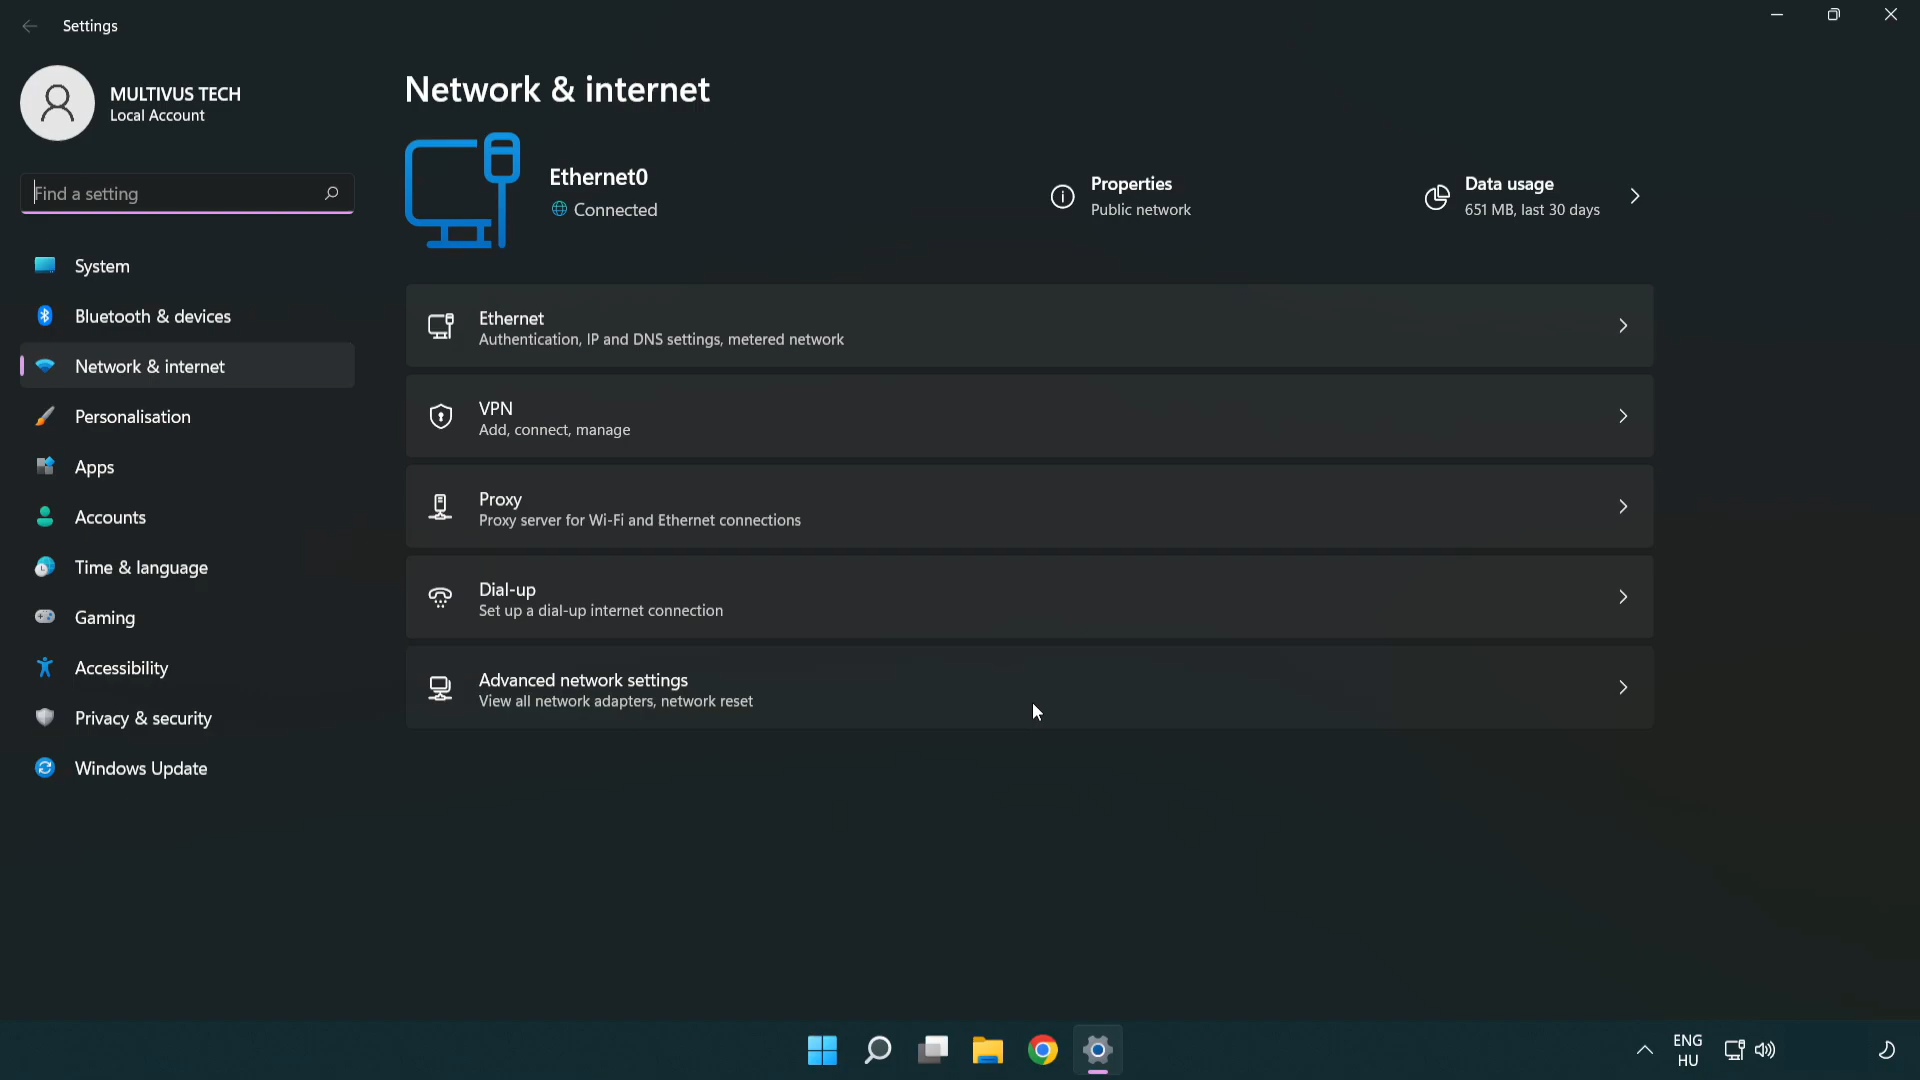 Settings
MULTIVUS TECH
Local Account
Find a setting
System
Bluetooth & devices
Network & internet
Personalisation
Apps
Accounts
Time & language
Gaming
Accessibility
Privacy & security
Windows Update
Network & internet
Ethernet0
Connected
Properties
Public network
Data usage
651 MB, last 30 days
Ethernet
Authentication, IP and DNS settings, metered network
VPN
Add, connect, manage
Proxy
Proxy server for Wi-Fi and Ethernet connections
Dial-up
Set up a dial-up internet connection
Advanced network settings
View all network adapters, network reset
ENG
HU